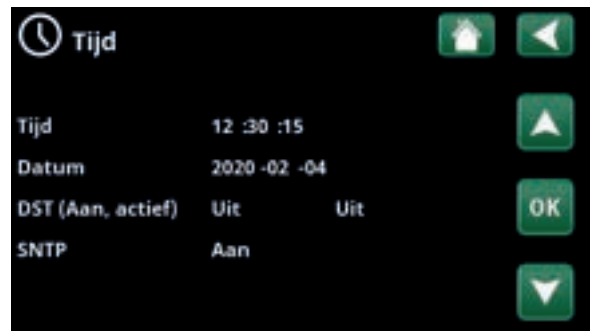 Tijd
Tijd 12 :30 :15
Datum 2020 -02 -04
DST (Aan, actief) Uit Uit
OK
SNTP Aan